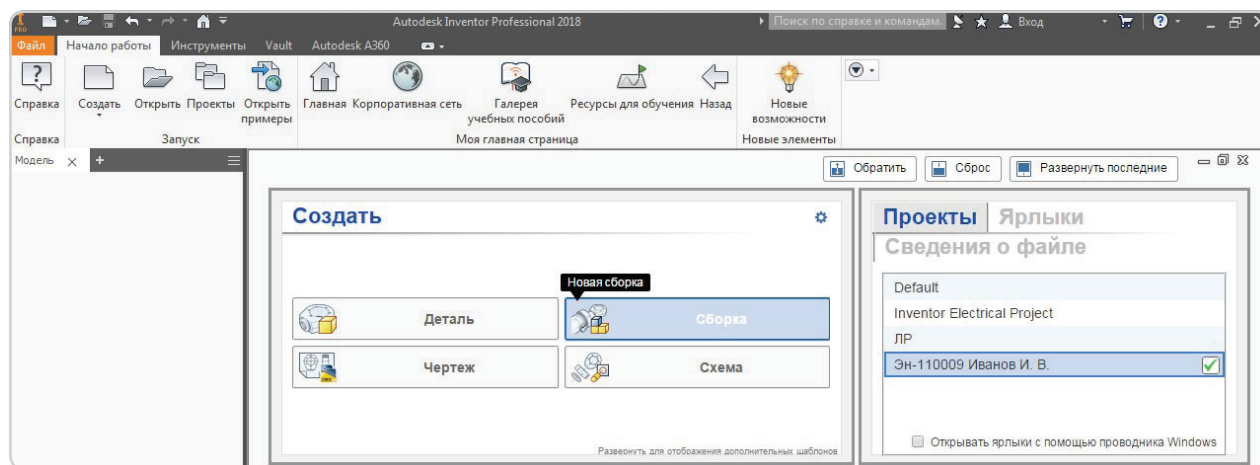 PRO
Autodesk Inventor Professional 2018
Поиск по справке и командам.
Вход
Файл Начало работы Инструменты Vault Autodesk A360
Справка Создать Открыть Проекты Открыть примеры Главная Корпоративная сеть Галерея учебных пособий Ресурсы для обучения Назад Новые возможности
Справка Запуск Моя главная страница Новые элементы
Модель
Обратить Сброс Развернуть последние
Создать
Новая сборка
Деталь Сборка
Чертеж Схема
DWG
Развернуть для отображения дополнительных шаблонов
Проекты Ярлыки
Сведения о файле
Default
Inventor Electrical Project
ЛР
Эн-110009 Иванов И. В.
Открывать ярлыки с помощью проводника Windows